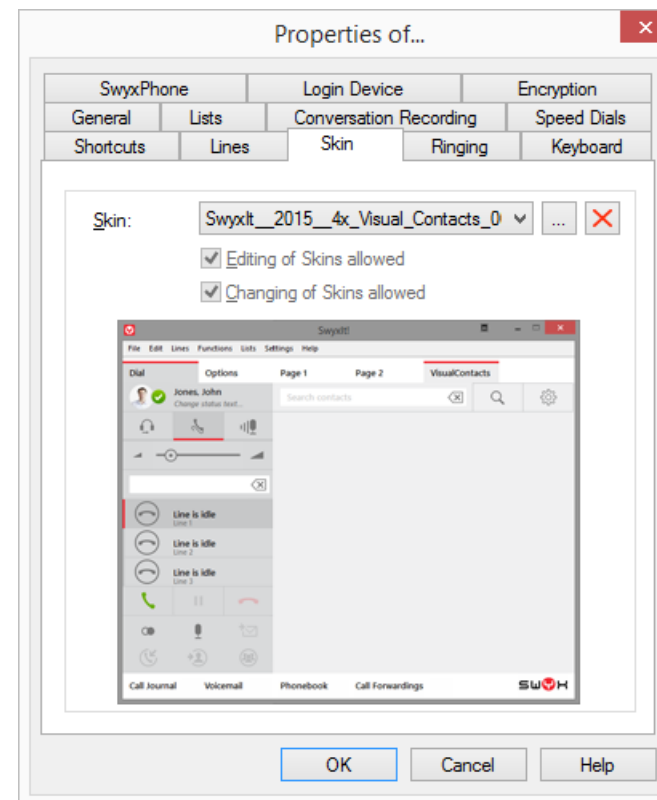 Properties of...
SwyxPhone Login Device Encryption
General Lists Conversation Recording Speed Dials
Shortcuts Lines Skin Ringing Keyboard
Skin: SwyxIt__2015__4x_Visual_Contacts_0 ...
Editing of Skins allowed
Changing of Skins allowed
SwyxIt!
File Edit Lines Functions Lists Settings Help
Dial Options Page 1 Page 2 VisualContacts
Jones, John
Change status text...
Search contacts
Line is idle
Line 1
Line is idle
Line 2
Line is idle
Line 3
Call Journal Voicemail Phonebook Call Forwardings swyx
OK Cancel Help